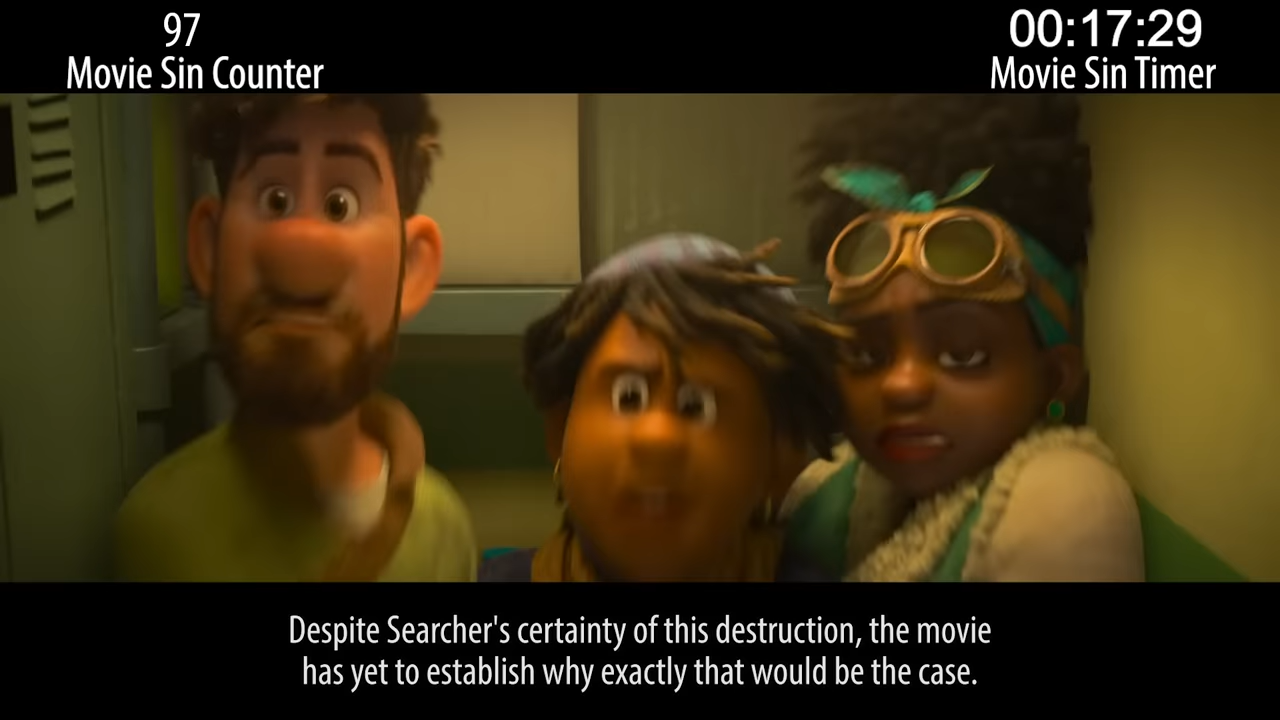 97
Movie Sin Counter
00:17:29
Movie Sin Timer
Despite Searcher's certainty of this destruction, the movie
has yet to establish why exactly that would be the case.